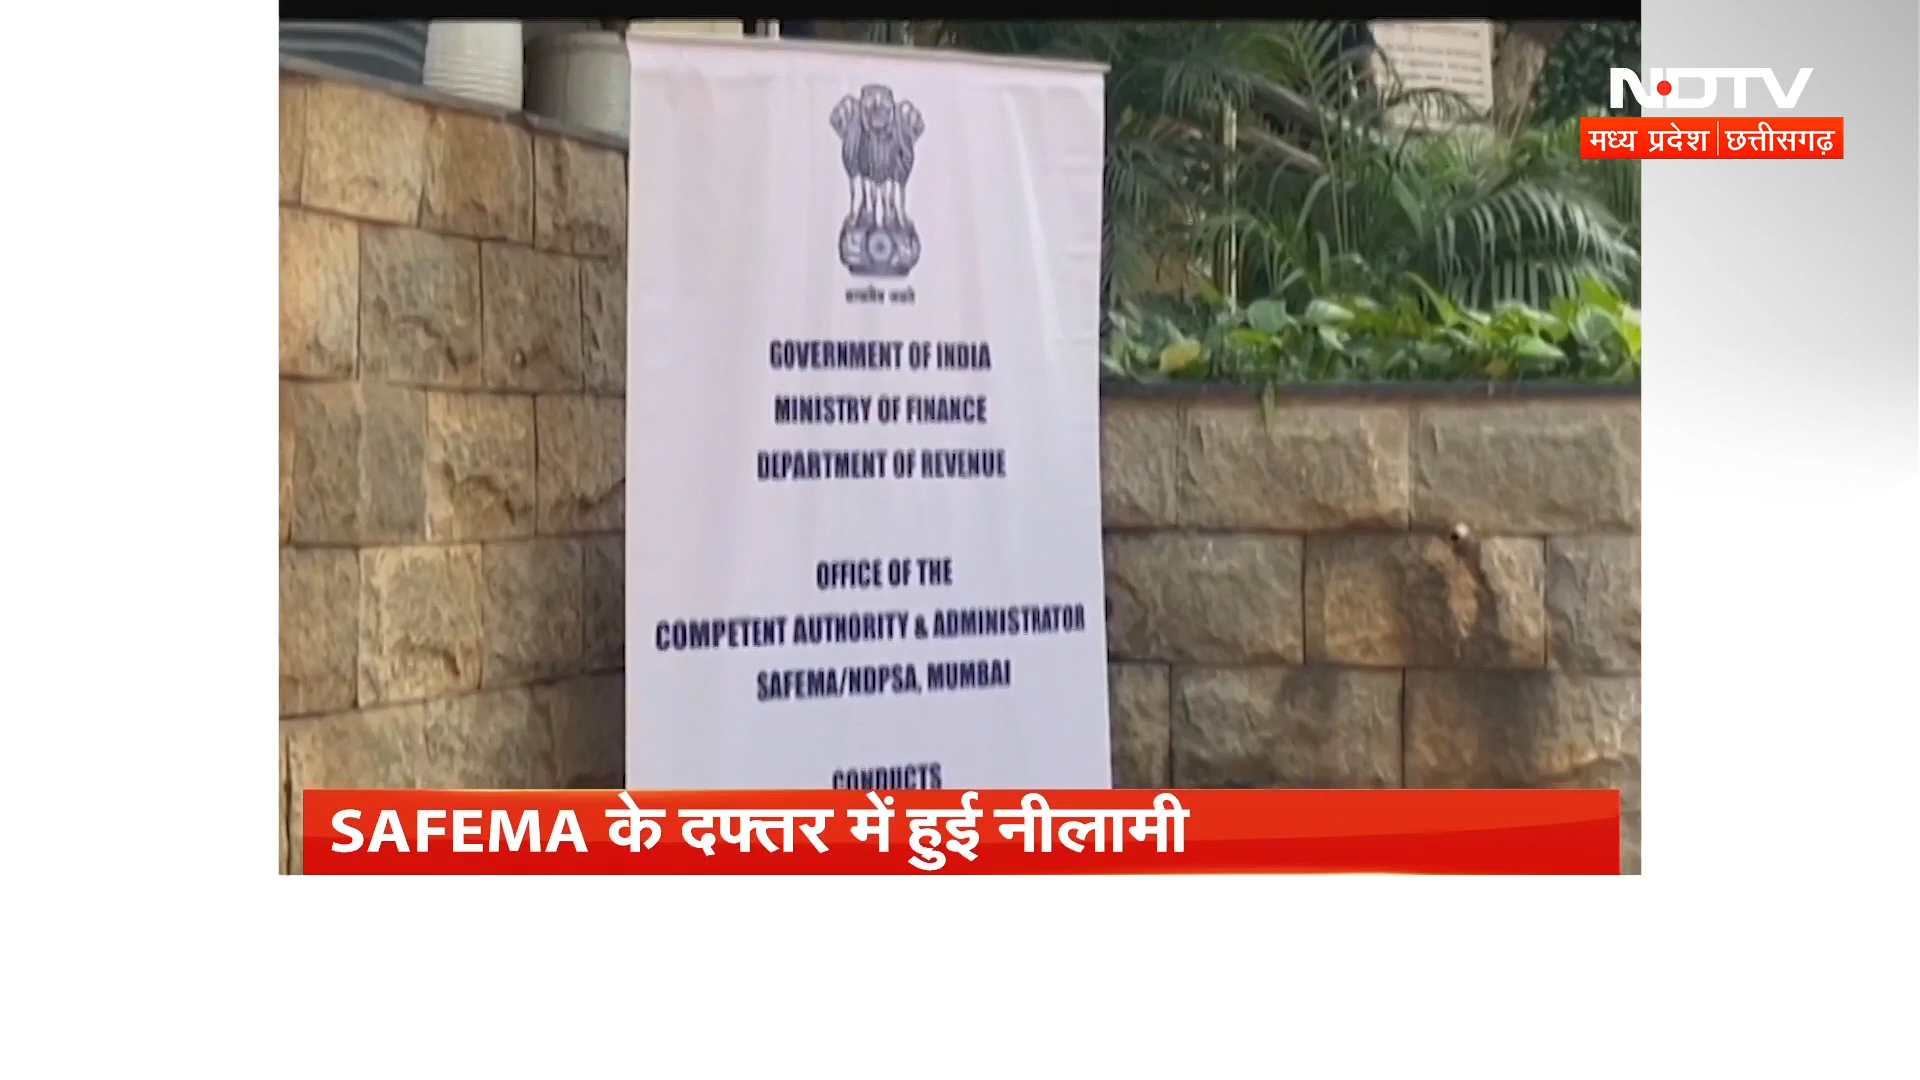 NDTV
मध्य प्रदेश | छत्तीसगढ़
GOVERNMENT OF INDIA
MINISTRY OF FINANCE
DEPARTMENT OF REVENUE
OFFICE OF THE
COMPETENT AUTHORITY & ADMINISTRATOR
SAFEMA/NDPSA, MUMBAI
CONDUCTS
SAFEMA के दफ्तर में हुई नीलामी